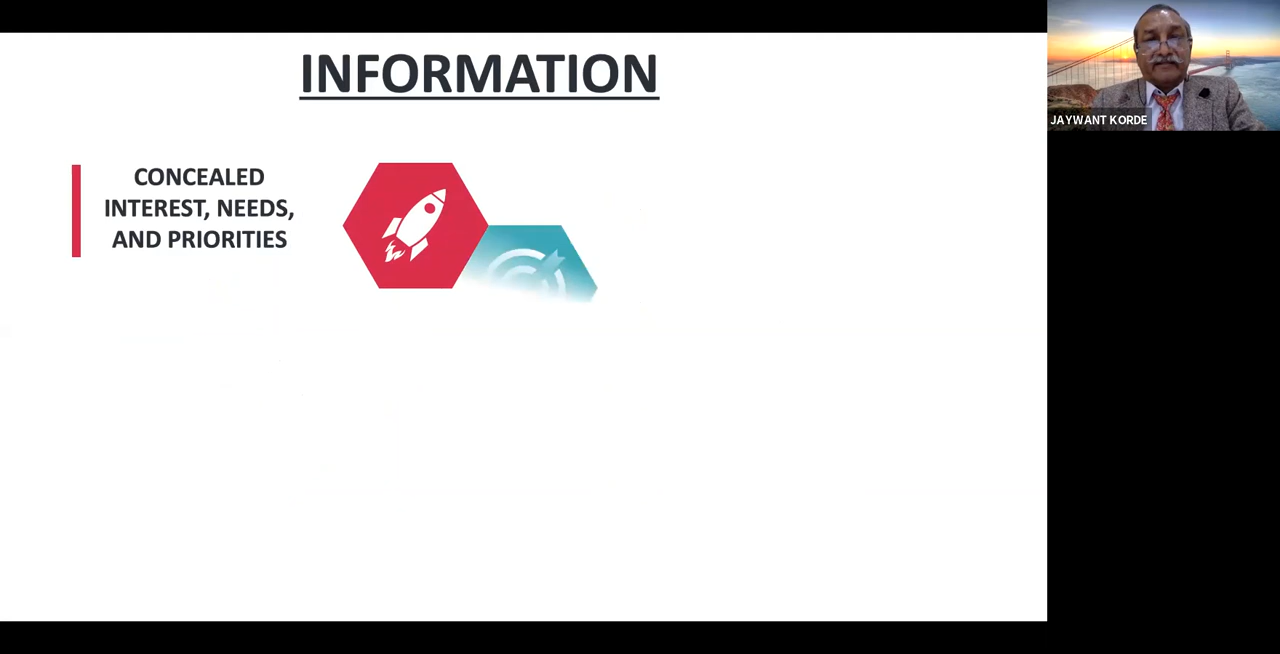 INFORMATION
CONCEALED
INTEREST, NEEDS,
AND PRIORITIES
JAYWANT KORDE